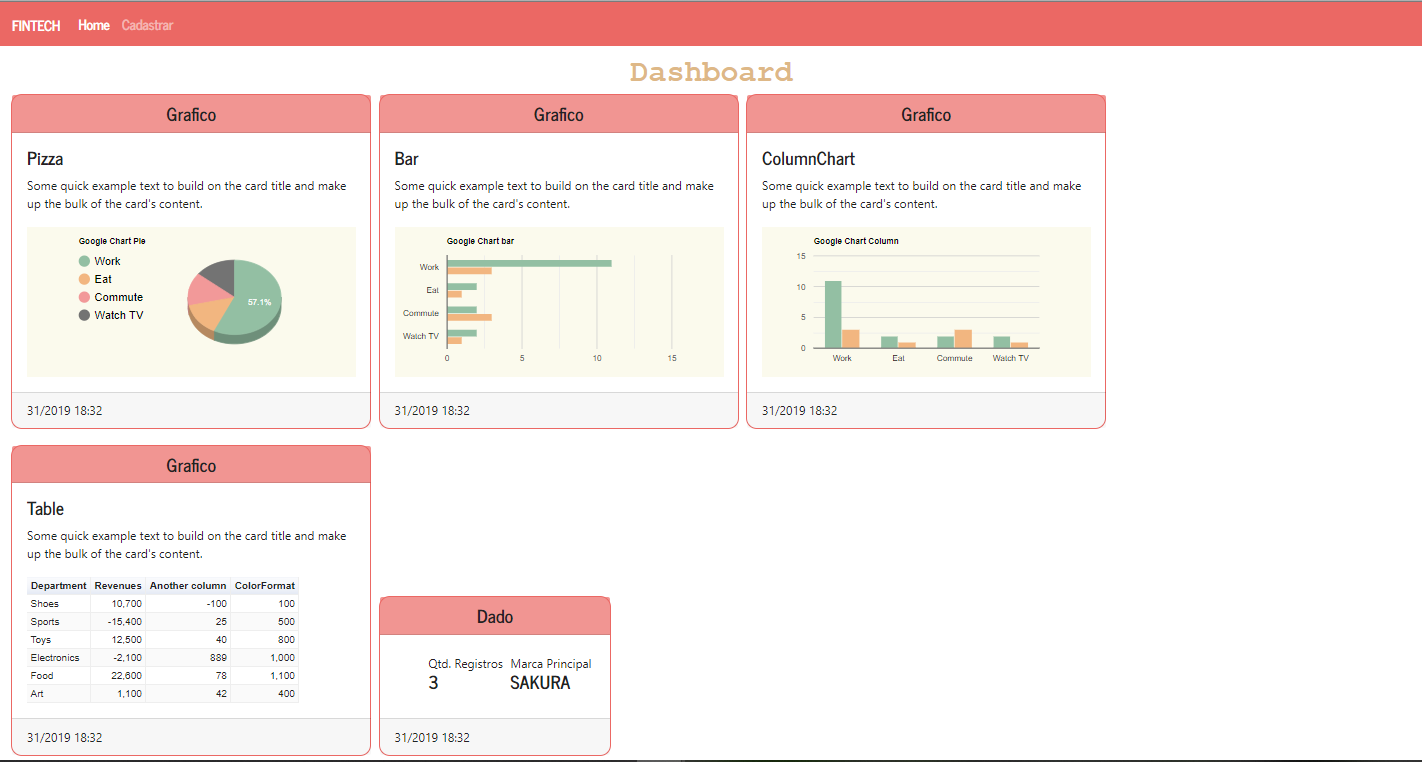 FINTECH Home Cadastrar
Dashboard
Grafico
Pizza
Some quick example text to build on the card title and make
up the bulk of the card's content.
Google Chart Pie
Work
Eat
Commute
Watch TV
57.1%
31/2019 18:32
Grafico
Bar
Some quick example text to build on the card title and make
up the bulk of the card's content.
Google Chart bar
Work
Eat
Commute
Watch TV
0 5 10 15
31/2019 18:32
Grafico
ColumnChart
Some quick example text to build on the card title and make
up the bulk of the card's content.
Google Chart Column
15
10
5
0
Work Eat Commute Watch TV
31/2019 18:32
Grafico
Table
Some quick example text to build on the card title and make
up the bulk of the card's content.
Department Revenues Another column ColorFormat
Shoes 10,700 -100 100
Sports -15,400 25 500
Toys 12,500 40 800
Electronics -2,100 889 1,000
Food 22,600 78 1,100
Art 1,100 42 400
31/2019 18:32
Dado
Qtd. Registros Marca Principal
3 SAKURA
31/2019 18:32